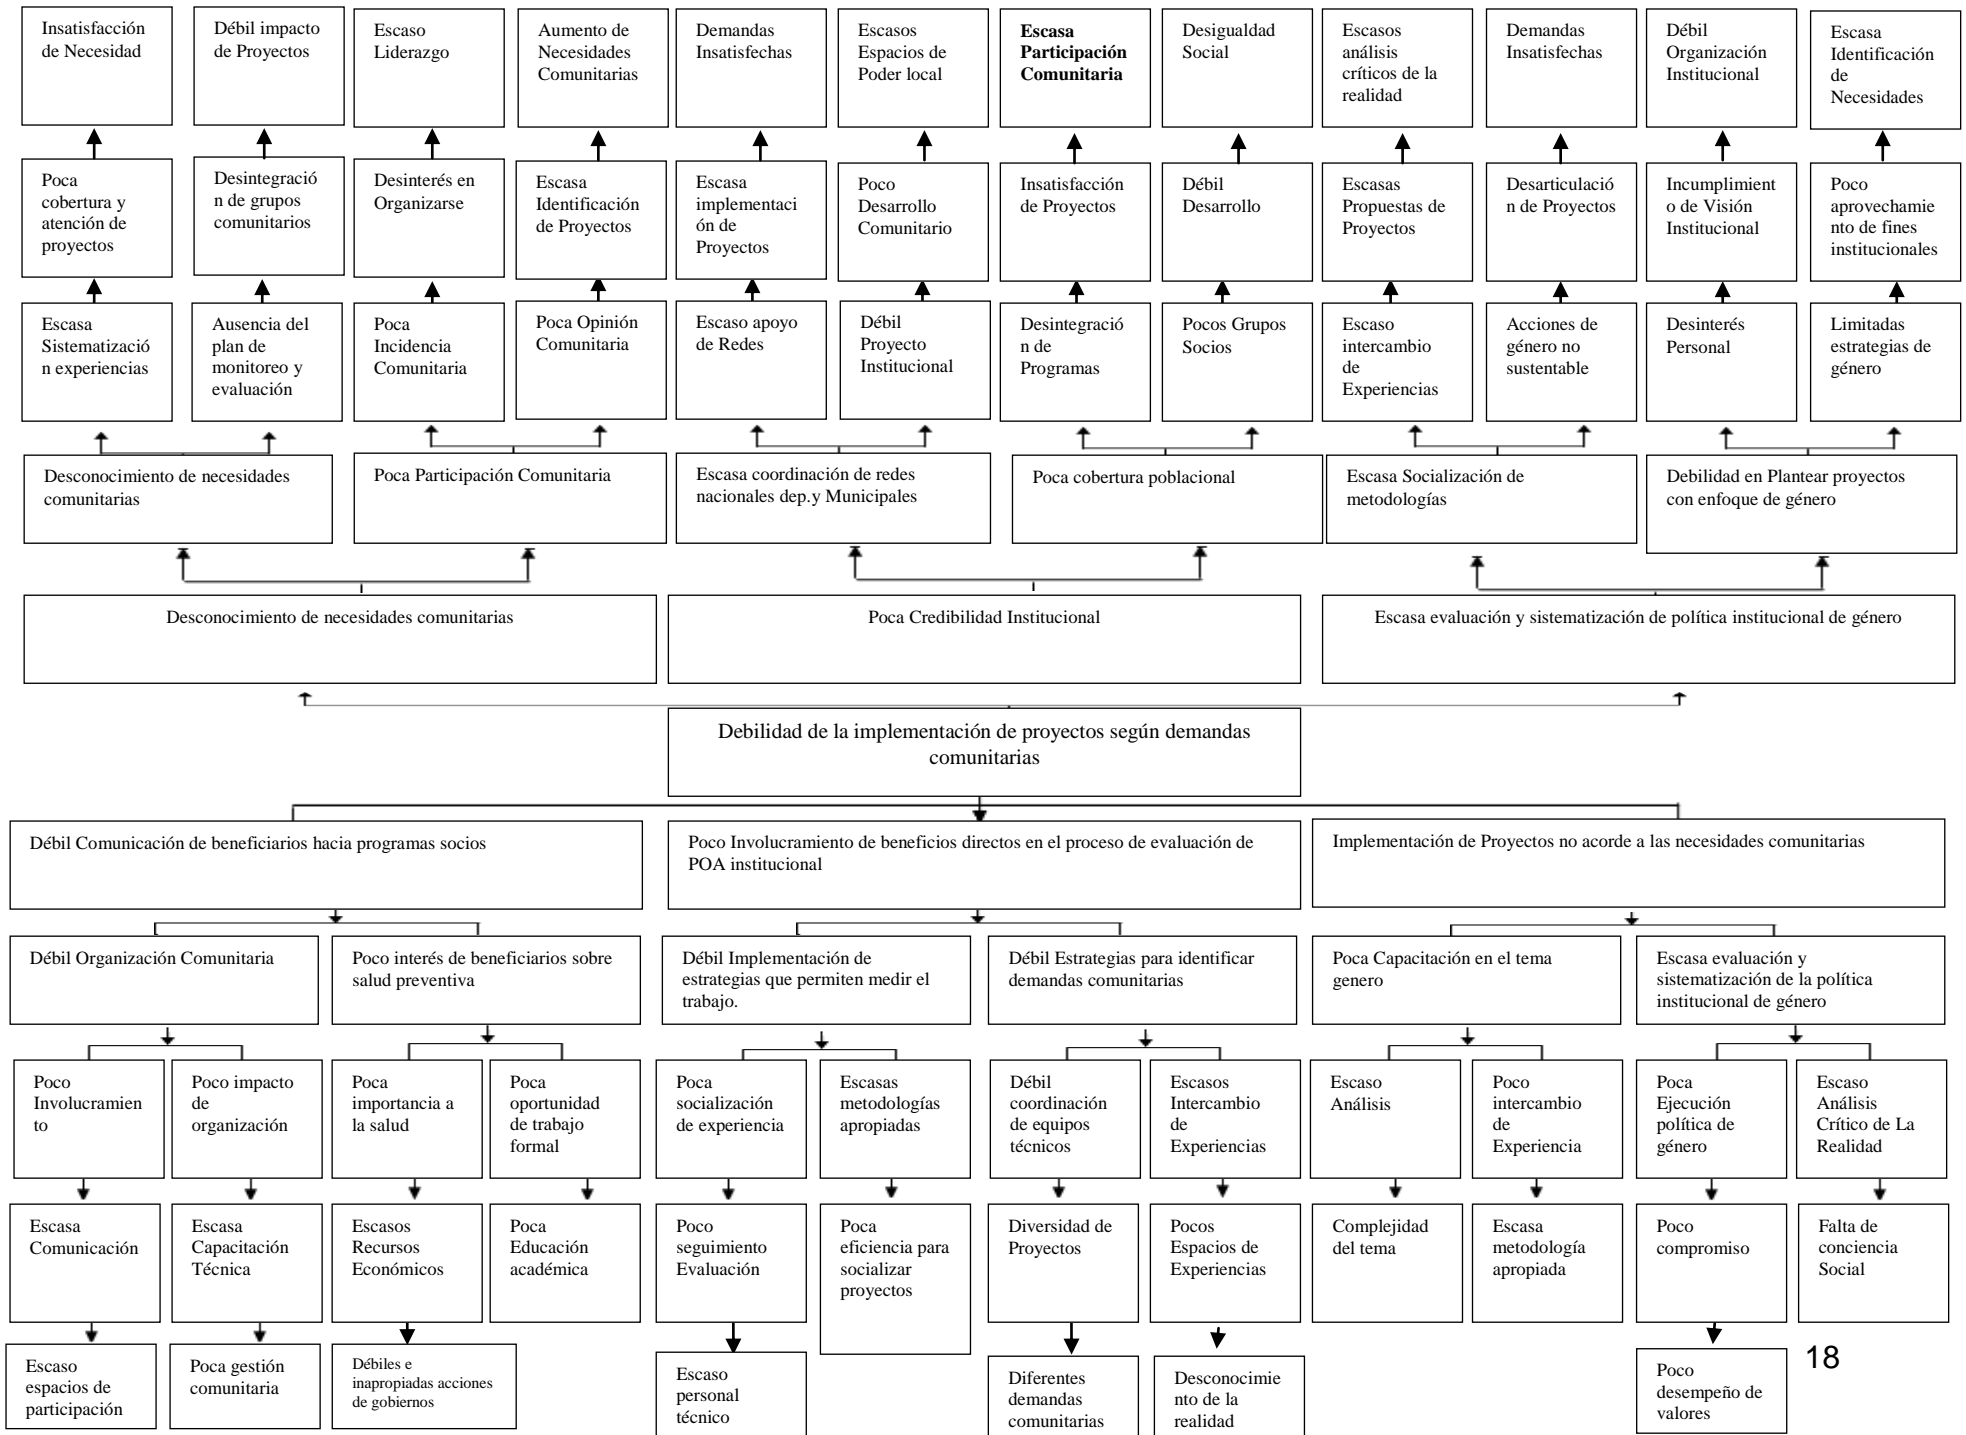 Insatisfacción
de Necesidad
Débil impacto
de Proyectos
Escaso
Liderazgo
Aumento de
Necesidades
Comunitarias
Demandas
Insatisfechas
Escasos
Espacios de
Poder local
Escasa
Participación
Comunitaria
Desigualdad
Social
Escasos
análisis
críticos de la
realidad
Demandas
Insatisfechas
Débil
Organización
Institucional
Escasa
Identificación
de
Necesidades
Poca
cobertura y
atención de
proyectos
Desintegració
n de grupos
comunitarios
Desinterés en
Organizarse
Escasa
Identificación
de Proyectos
Escasa
implementaci
ón de
Proyectos
Poco
Desarrollo
Comunitario
Insatisfacción
de Proyectos
Débil
Desarrollo
Escasas
Propuestas de
Proyectos
Desarticulació
n de Proyectos
Incumplimient
o de Visión
Institucional
Poco
aprovechamie
nto de fines
institucionales
Escasa
Sistematizació
n experiencias
Ausencia del
plan de
monitoreo y
evaluación
Poca
Incidencia
Comunitaria
Poca Opinión
Comunitaria
Escaso apoyo
de Redes
Débil
Proyecto
Institucional
Desintegració
n de
Programas
Pocos Grupos
Socios
Escaso
intercambio
de
Experiencias
Acciones de
género no
sustentable
Desinterés
Personal
Limitadas
estrategias de
género
Desconocimiento de necesidades
comunitarias
Poca Participación Comunitaria
Escasa coordinación de redes
nacionales dep.y Municipales
Poca cobertura poblacional
Escasa Socialización de
metodologías
Debilidad en Plantear proyectos
con enfoque de género
Desconocimiento de necesidades comunitarias
Poca Credibilidad Institucional
Escasa evaluación y sistematización de política institucional de género
Debilidad de la implementación de proyectos según demandas
comunitarias
Débil Comunicación de beneficiarios hacia programas socios
Poco Involucramiento de beneficios directos en el proceso de evaluación de
POA institucional
Implementación de Proyectos no acorde a las necesidades comunitarias
Débil Organización Comunitaria
Poco interés de beneficiarios sobre
salud preventiva
Débil Implementación de
estrategias que permiten medir el
trabajo.
Débil Estrategias para identificar
demandas comunitarias
Poca Capacitación en el tema
genero
Escasa evaluación y
sistematización de la política
institucional de género
Poco
Involucramien
to
Poco impacto
de
organización
Poca
importancia a
la salud
Poca
oportunidad
de trabajo
formal
Poca
socialización
de experiencia
Escasas
metodologías
apropiadas
Débil
coordinación
de equipos
técnicos
Escasos
Intercambio
de
Experiencias
Escaso
Análisis
Poco
intercambio
de
Experiencia
Poca
Ejecución
política de
género
Escaso
Análisis
Crítico de La
Realidad
Escasa
Comunicación
Escasa
Capacitación
Técnica
Escasos
Recursos
Económicos
Poca
Educación
académica
Poco
seguimiento
Evaluación
Poca
eficiencia para
socializar
proyectos
Diversidad de
Proyectos
Pocos
Espacios de
Experiencias
Complejidad
del tema
Escasa
metodología
apropiada
Poco
compromiso
Falta de
conciencia
Social
Escaso
espacios de
participación
Poca gestión
comunitaria
Débiles e
inapropiadas acciones
de gobiernos
Escaso
personal
técnico
Diferentes
demandas
comunitarias
Desconocimie
nto de la
realidad
Poco
desempeño de
valores
18